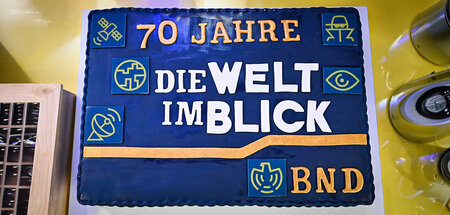 70 JAHRE
DIE WELT
IM BLICK
BND